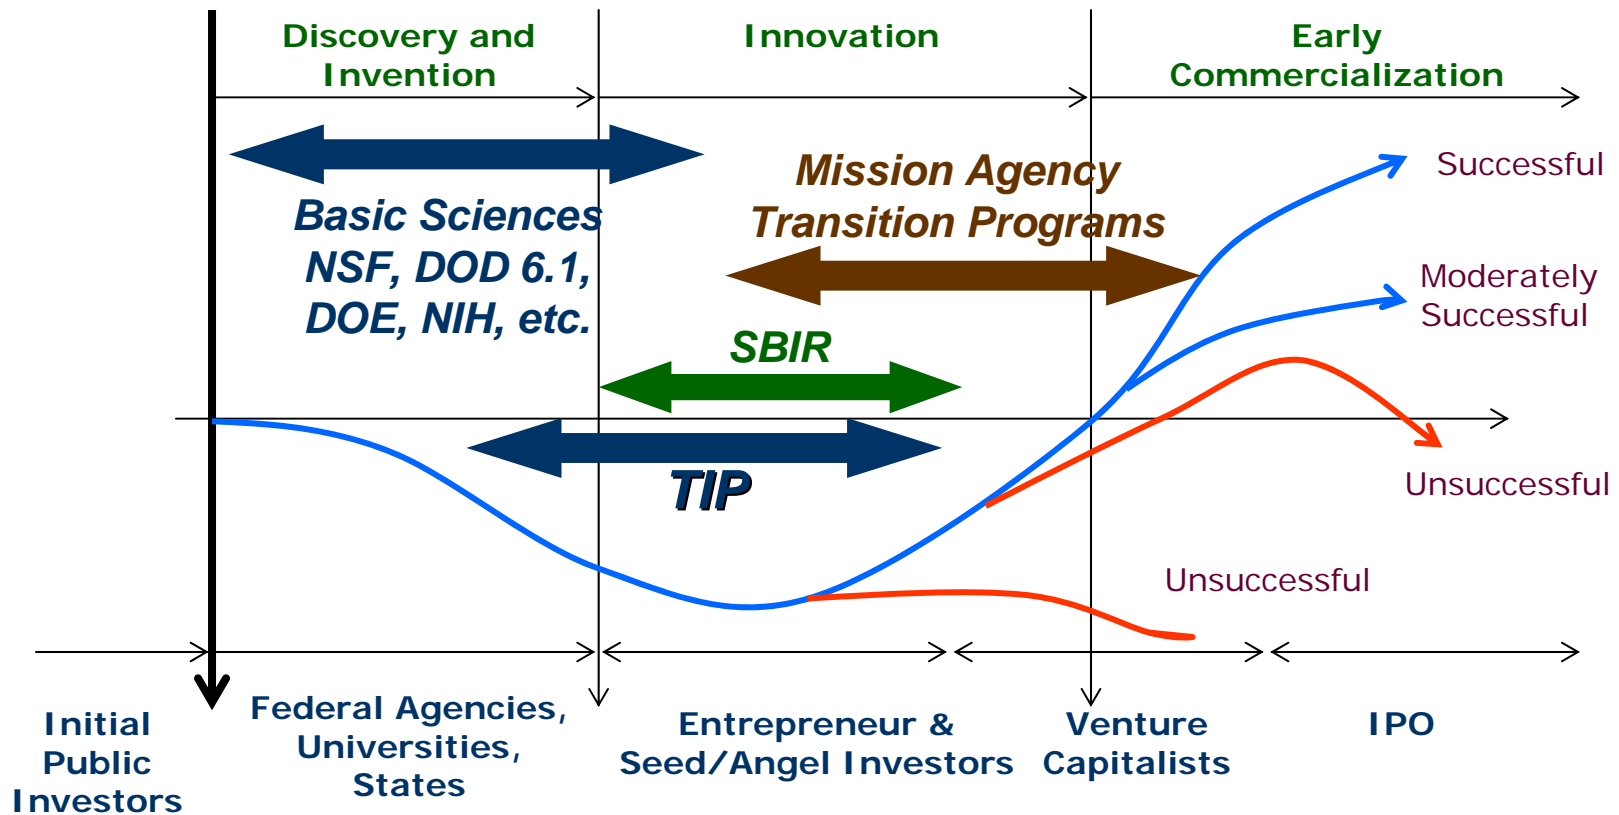 Discovery and
Invention
Innovation
Early
Commercialization
Mission Agency
Transition Programs
Successful
Basic Sciences
NSF, DOD 6.1,
DOE, NIH, etc.
Moderately
Successful
SBIR
TIP
Unsuccessful
Unsuccessful
Initial
Public
Investors
Federal Agencies,
Universities,
States
Entrepreneur &
Seed/Angel Investors
Venture
Capitalists
IPO